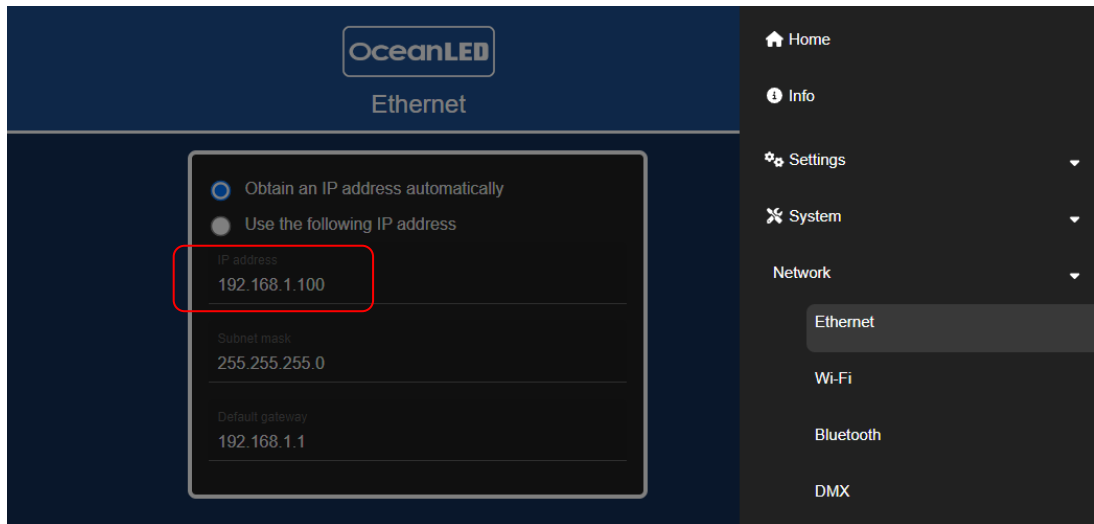 OceanLED
Ethernet
Obtain an IP address automatically
Use the following IP address
IP address
192.168.1.100
Subnet mask
255.255.255.0
Default gateway
192.168.1.1
Home
Info
Settings
System
Network
Ethernet
Wi-Fi
Bluetooth
DMX